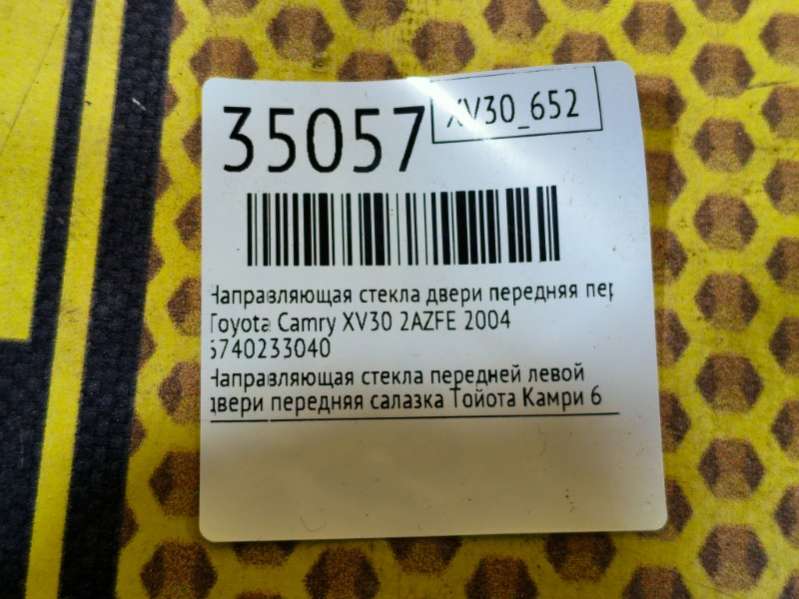 35057
XV30_652
Направляющая стекла двери передняя пер
Toyota Camry XV30 2AZFE 2004
6740233040
Направляющая стекла передней левой
двери передняя салазка Тойота Камри 6